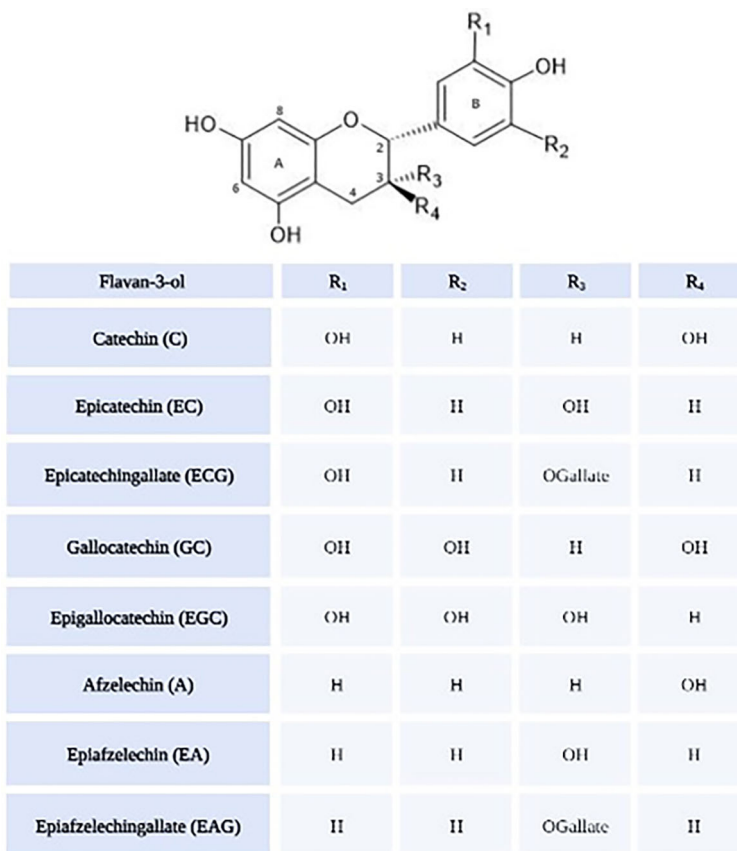 R₁
OH
B
R₂
HO
8
O
2
A
3
R₃
6
4
R₄
OH
Flavan-3-ol R₁ R₂ R₃ R₄
Catechin (C) OH H H OH
Epicatechin (EC) OH H OH H
Epicatechingallate (ECG) OH H OGallate H
Gallocatechin (GC) OH OH H OH
Epigallocatechin (EGC) OH OH OH H
Afzelechin (A) H H H OH
Epiafzelechin (EA) H H OH H
Epiafzelechingallate (EAG) H H OGallate H